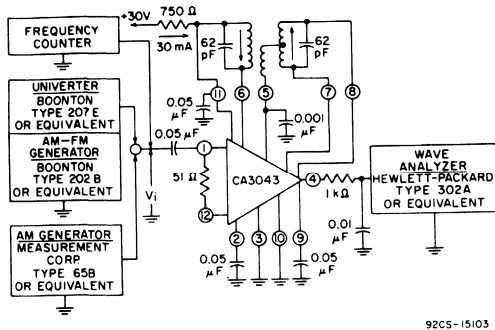 +30V
750 Ω
30 mA
62
pF
62
pF
FREQUENCY
COUNTER
UNIVERTER
BOONTON
TYPE 207 E
OR EQUIVALENT
AM-FM
GENERATOR
BOONTON
TYPE 202 B
OR EQUIVALENT
AM GENERATOR
MEASUREMENT
CORP.
TYPE 65B
OR EQUIVALENT
0.05
µF
11
6
5
7
8
0.001
µF
0.05 µF
1
51 Ω
12
Vi
CA3043
4
1 kΩ
WAVE
ANALYZER
HEWLETT-PACKARD
TYPE 302A
OR EQUIVALENT
0.01
µF
2
3
10
9
0.05
µF
0.05
µF
92CS-15103